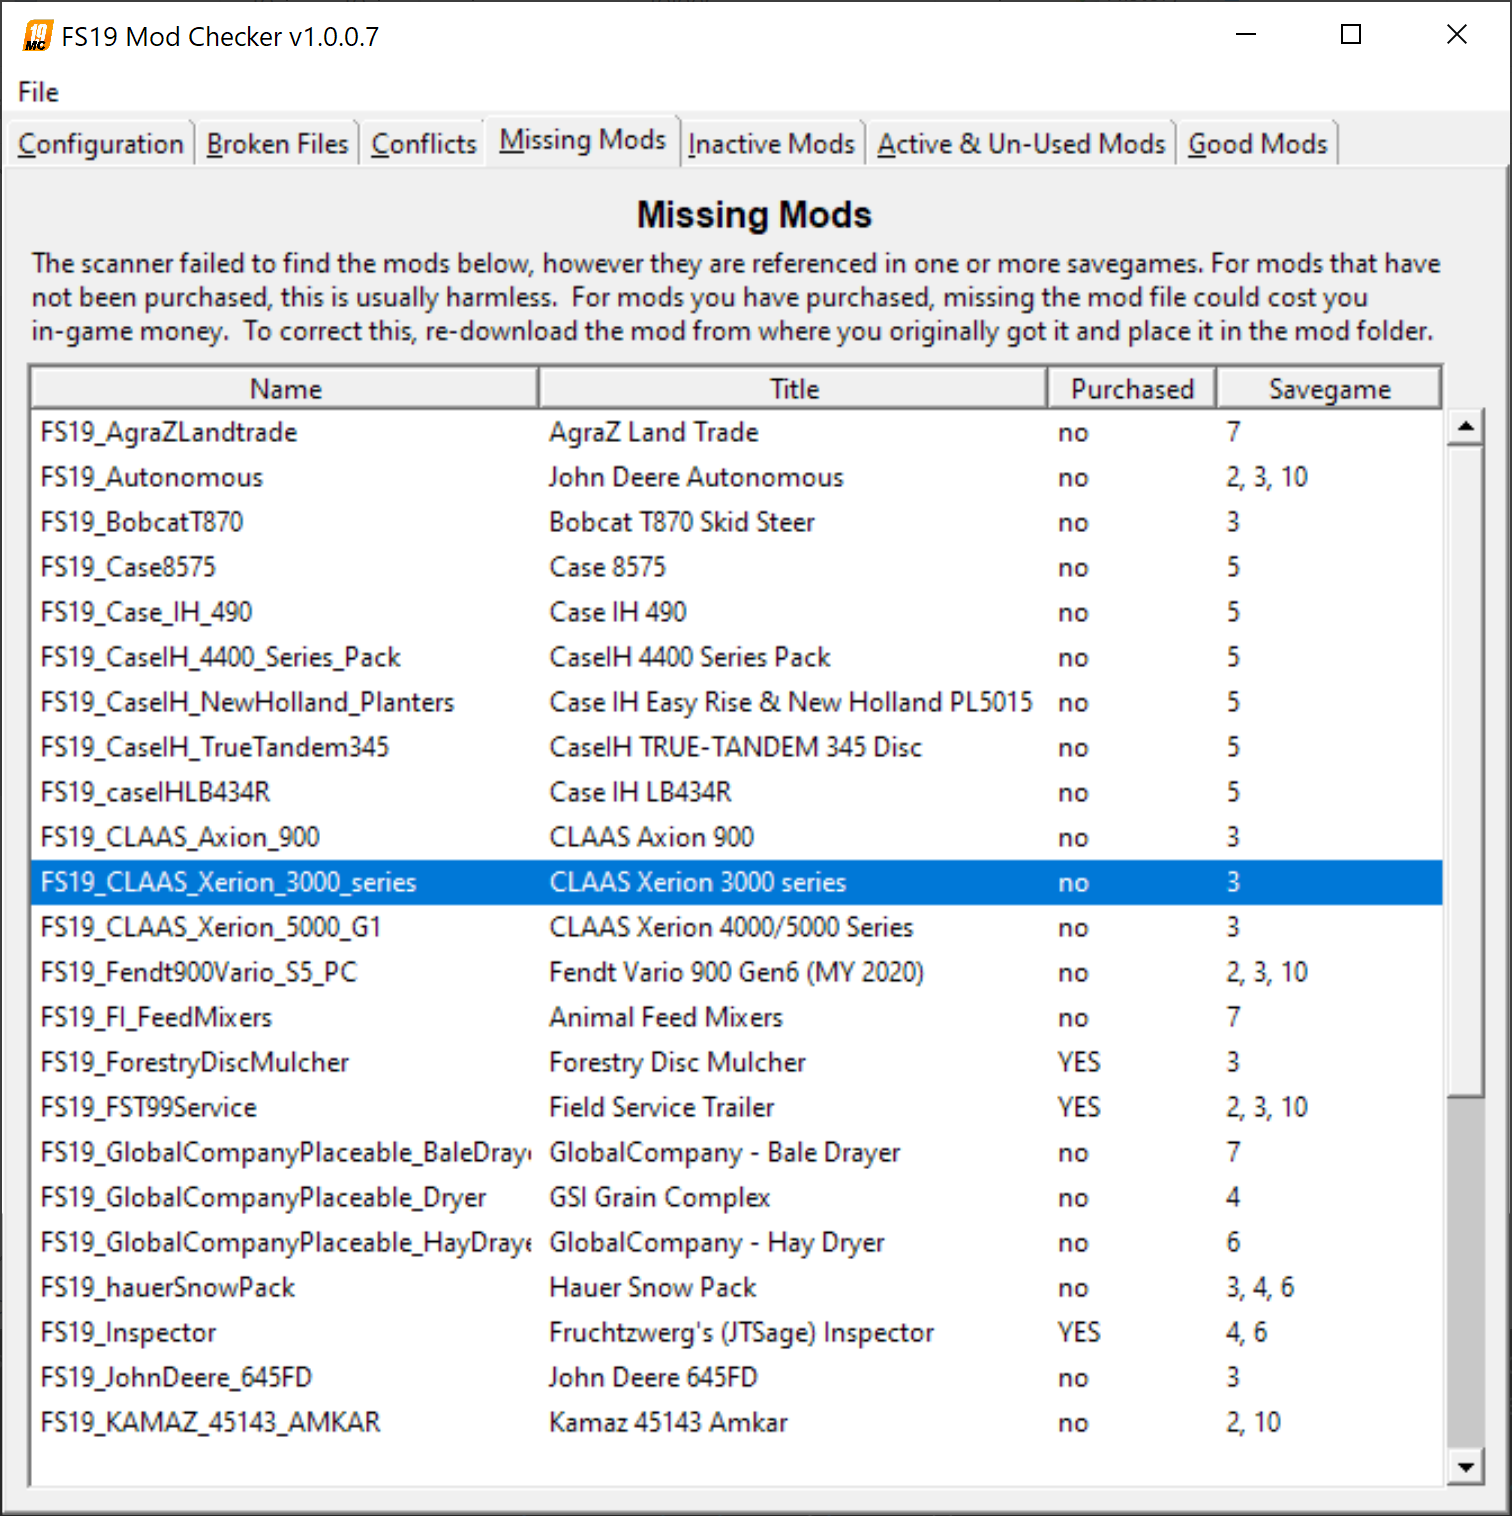 19
MC
FS19 Mod Checker v1.0.0.7
File
Configuration Broken Files Conflicts Missing Mods Inactive Mods Active & Un-Used Mods Good Mods
Missing Mods
The scanner failed to find the mods below, however they are referenced in one or more savegames. For mods that have
not been purchased, this is usually harmless.  For mods you have purchased, missing the mod file could cost you
in-game money.  To correct this, re-download the mod from where you originally got it and place it in the mod folder.
Name Title Purchased Savegame
FS19_AgraZLandtrade AgraZ Land Trade no 7
FS19_Autonomous John Deere Autonomous no 2, 3, 10
FS19_BobcatT870 Bobcat T870 Skid Steer no 3
FS19_Case8575 Case 8575 no 5
FS19_Case_IH_490 Case IH 490 no 5
FS19_CaseIH_4400_Series_Pack CaseIH 4400 Series Pack no 5
FS19_CaseIH_NewHolland_Planters Case IH Easy Rise & New Holland PL5015 no 5
FS19_CaseIH_TrueTandem345 CaseIH TRUE-TANDEM 345 Disc no 5
FS19_caseIHLB434R Case IH LB434R no 5
FS19_CLAAS_Axion_900 CLAAS Axion 900 no 3
FS19_CLAAS_Xerion_3000_series CLAAS Xerion 3000 series no 3
FS19_CLAAS_Xerion_5000_G1 CLAAS Xerion 4000/5000 Series no 3
FS19_Fendt900Vario_S5_PC Fendt Vario 900 Gen6 (MY 2020) no 2, 3, 10
FS19_FI_FeedMixers Animal Feed Mixers no 7
FS19_ForestryDiscMulcher Forestry Disc Mulcher YES 3
FS19_FST99Service Field Service Trailer YES 2, 3, 10
FS19_GlobalCompanyPlaceable_BaleDraye GlobalCompany - Bale Drayer no 7
FS19_GlobalCompanyPlaceable_Dryer GSI Grain Complex no 4
FS19_GlobalCompanyPlaceable_HayDraye GlobalCompany - Hay Dryer no 6
FS19_hauerSnowPack Hauer Snow Pack no 3, 4, 6
FS19_Inspector Fruchtzwerg's (JTSage) Inspector YES 4, 6
FS19_JohnDeere_645FD John Deere 645FD no 3
FS19_KAMAZ_45143_AMKAR Kamaz 45143 Amkar no 2, 10